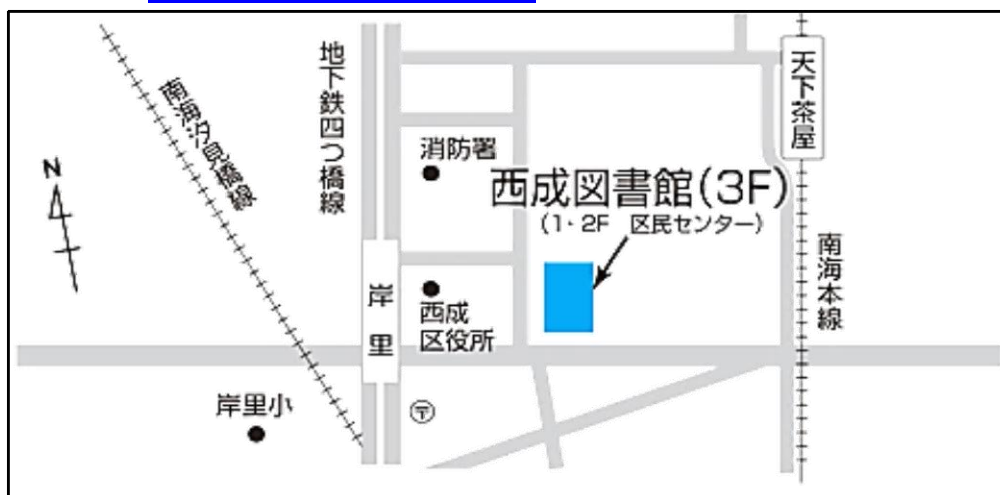 N
南海汐見橋線
地下鉄四つ橋線
天下茶屋
消防署
西成図書館(3F)
(1・2F 区民センター)
南海本線
岸里
西成
区役所
岸里小
〒